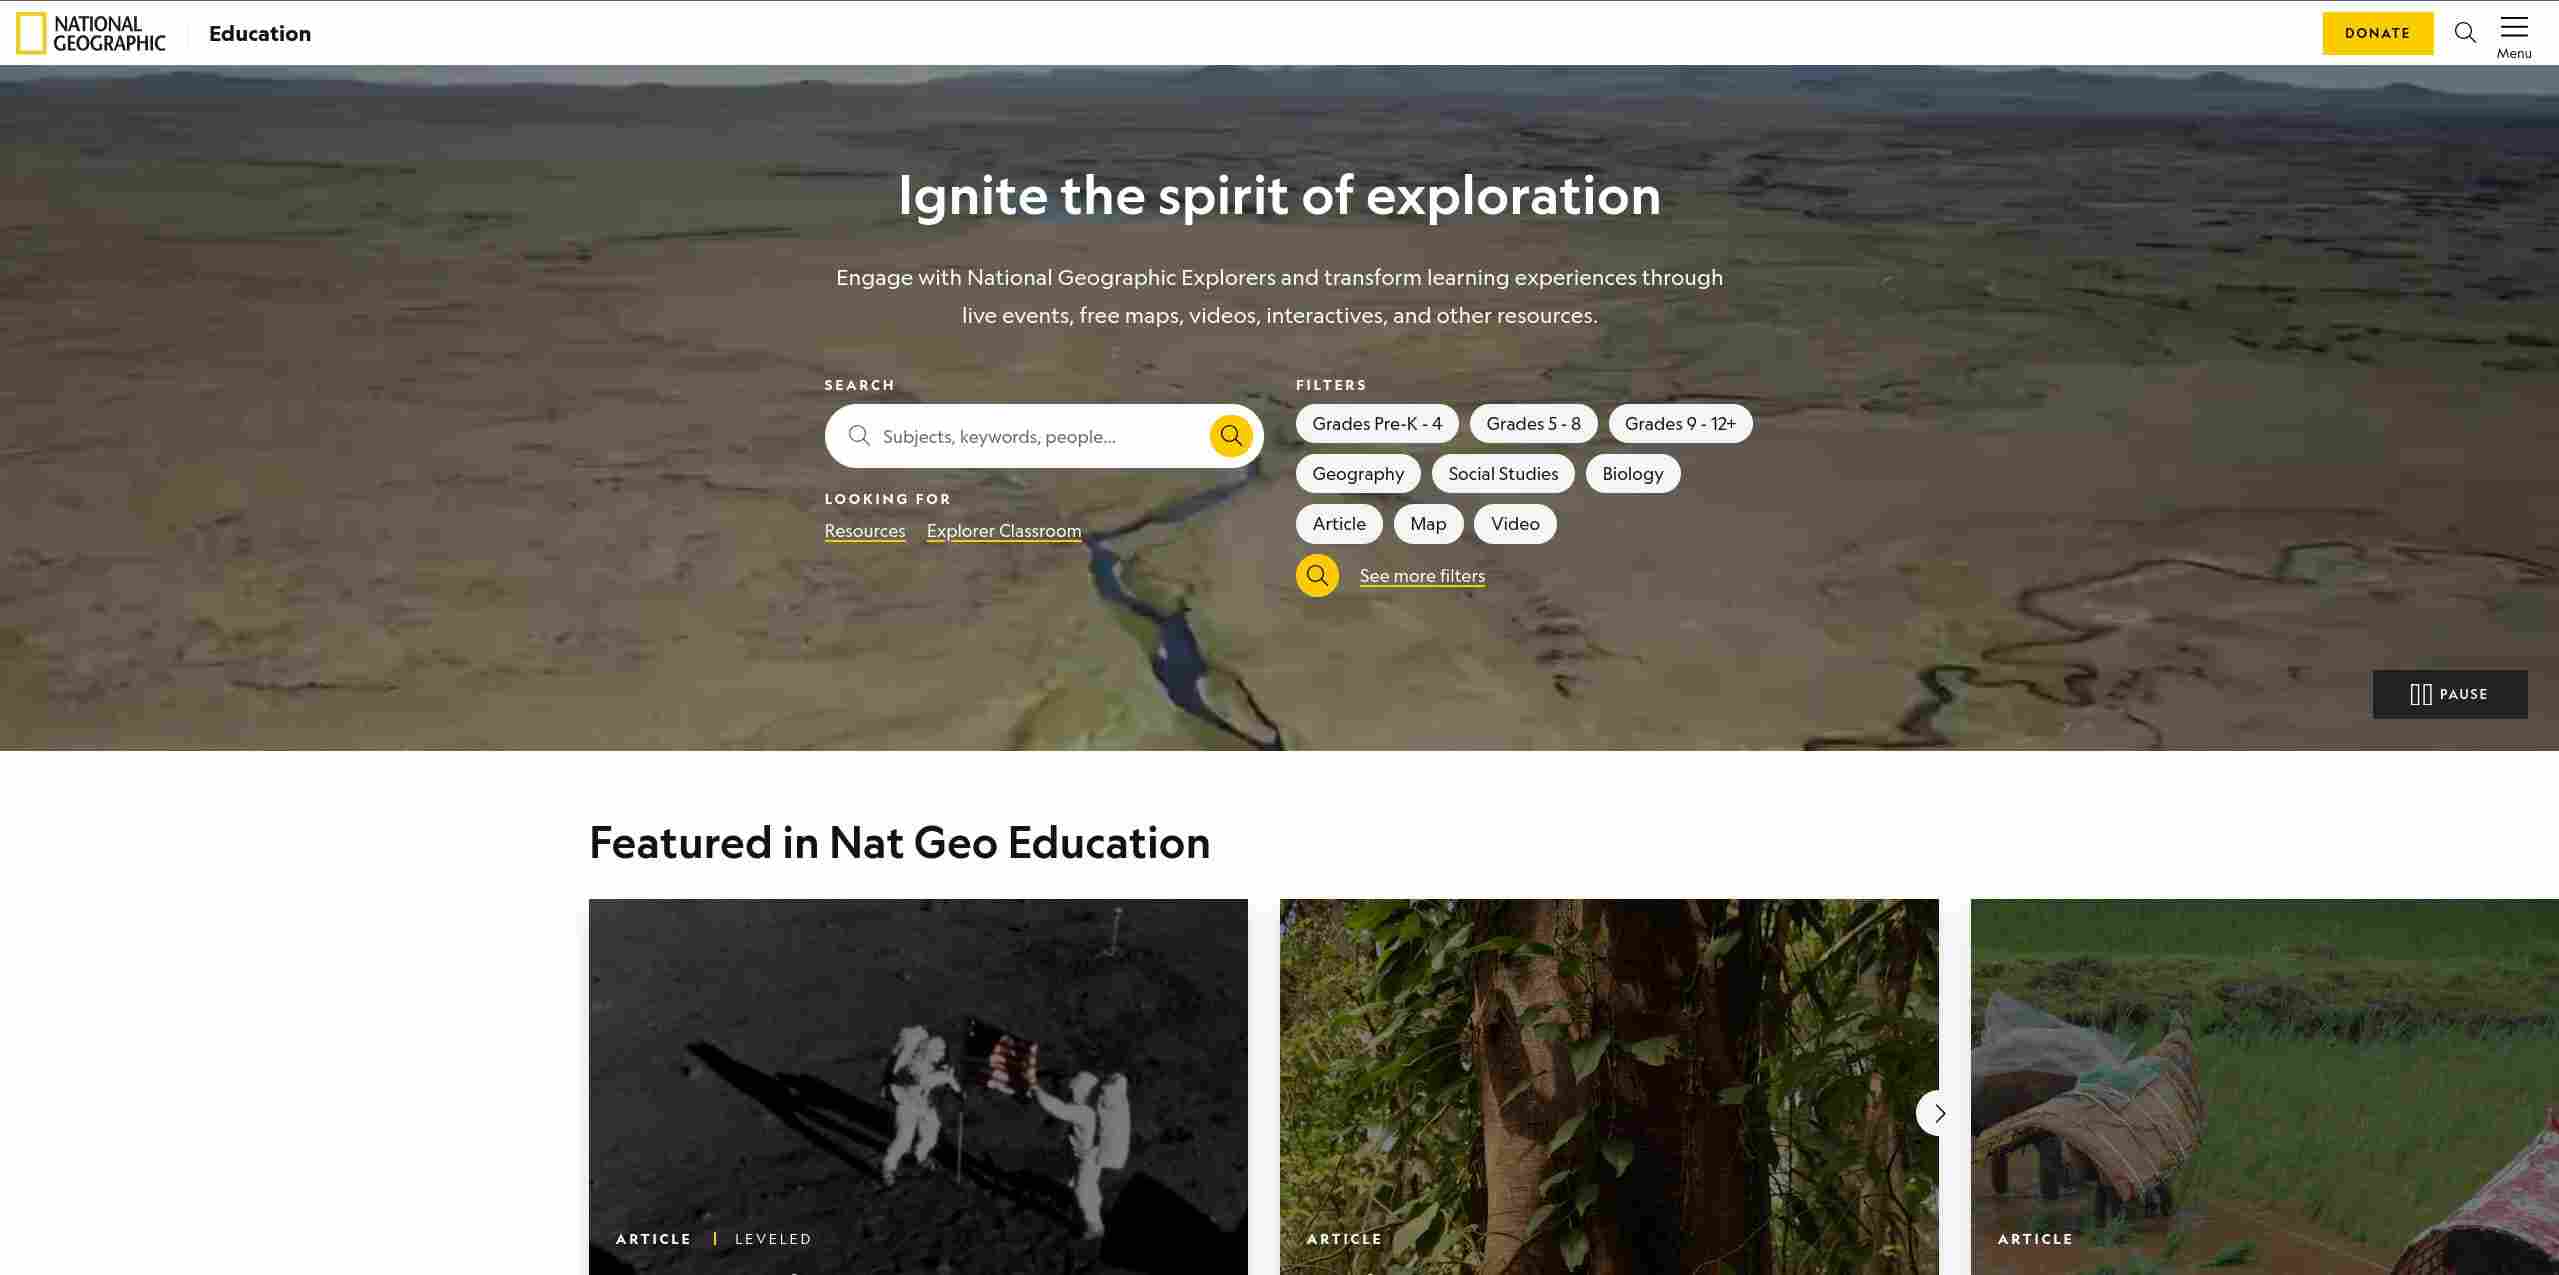 NATIONAL
GEOGRAPHIC
Education
DONATE
Menu
Ignite the spirit of exploration
Engage with National Geographic Explorers and transform learning experiences through
live events, free maps, videos, interactives, and other resources.
SEARCH
Subjects, keywords, people...
LOOKING FOR
Resources Explorer Classroom
FILTERS
Grades Pre-K - 4 Grades 5 - 8 Grades 9 - 12+
Geography Social Studies Biology
Article Map Video
See more filters
PAUSE
Featured in Nat Geo Education
ARTICLE | LEVELED
ARTICLE
ARTICLE